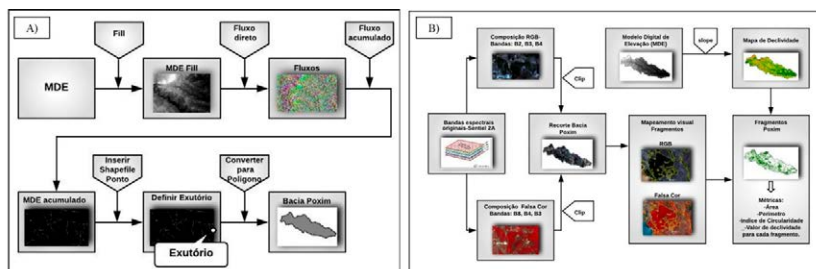 A)
Fill
Fluxo
direto
Fluxo
acumulado
MDE
MDE Fill
Fluxos
Inserir
Shapefile
Ponto
Converter
para
Polígono
MDE acumulado
Definir Exutório
Bacia Poxim
Exutório
B)
Composição RGB-
Bandas: B2, B3, B4
Modelo Digital de
Elevação (MDE)
slope
Mapa de Declividade
Clip
Bandas espectrais
originais-Sentel 2A
Recorte Bacia
Poxim
Mapeamento visual
Fragmentos
RGB
Fragmentos
Poxim
Composição Falsa Cor
Bandas: B8, B4, B3
Clip
Falsa Cor
Métricas:
-Área
-Perímetro
-Índice de Circularidade
-Valor de declividade
para cada fragmento.